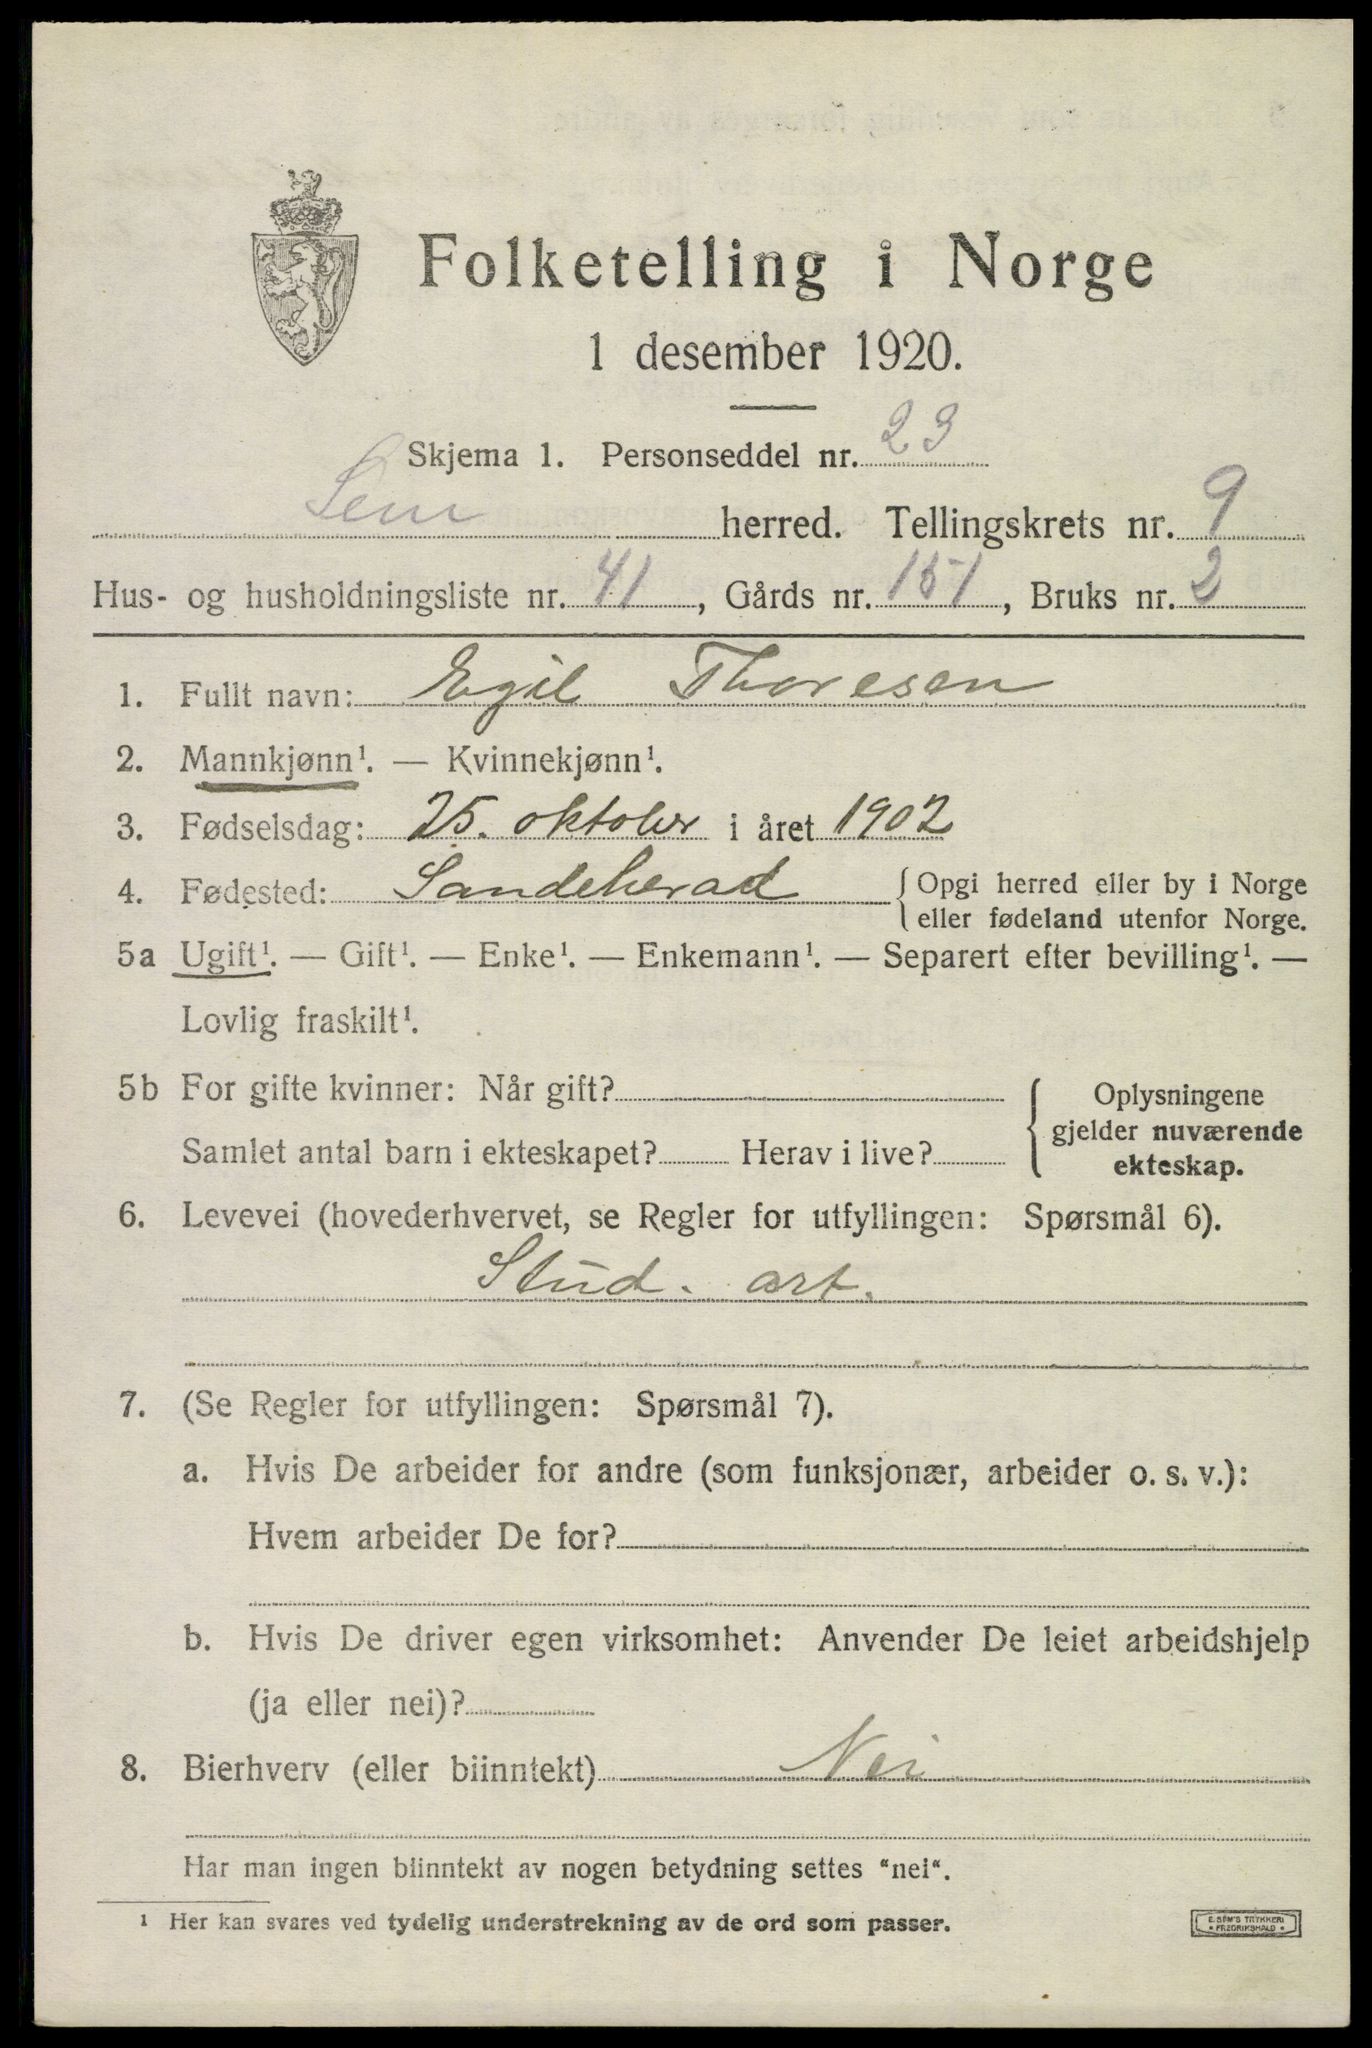 Folketelling i Norge
1 desember 1920.
Skjema 1. Personseddel nr. 23
Sem herred. Tellingskrets nr. 9
Hus- og husholdningsliste nr. 41, Gårds nr. 151, Bruks nr. 2
1. Fullt navn: Egil Thoresen
2. Mannkjønn¹. — Kvinnekjønn¹.
3. Fødselsdag: 25. oktober i året 1902
4. Fødested: Sandeherad {Opgi herred eller by i Norge
eller fødeland utenfor Norge.
5a Ugift¹. — Gift¹. — Enke¹. — Enkemann¹. — Separert efter bevilling¹. —
Lovlig fraskilt¹.
5b For gifte kvinner: Når gift?
Samlet antal barn i ekteskapet? Herav i live?
{Oplysningene
gjelder nuværende
ekteskap.
6. Levevei (hovederhvervet, se Regler for utfyllingen: Spørsmål 6).
Stud. art.
7. (Se Regler for utfyllingen: Spørsmål 7).
a. Hvis De arbeider for andre (som funksjonær, arbeider o. s. v.):
Hvem arbeider De for?
b. Hvis De driver egen virksomhet: Anvender De leiet arbeidshjelp
(ja eller nei)?
8. Bierhverv (eller biinntekt) Nei
Har man ingen biinntekt av nogen betydning settes "nei".
¹ Her kan svares ved tydelig understrekning av de ord som passer.
E. SEM'S TRYKKERI
• FREDRIKSHALD •